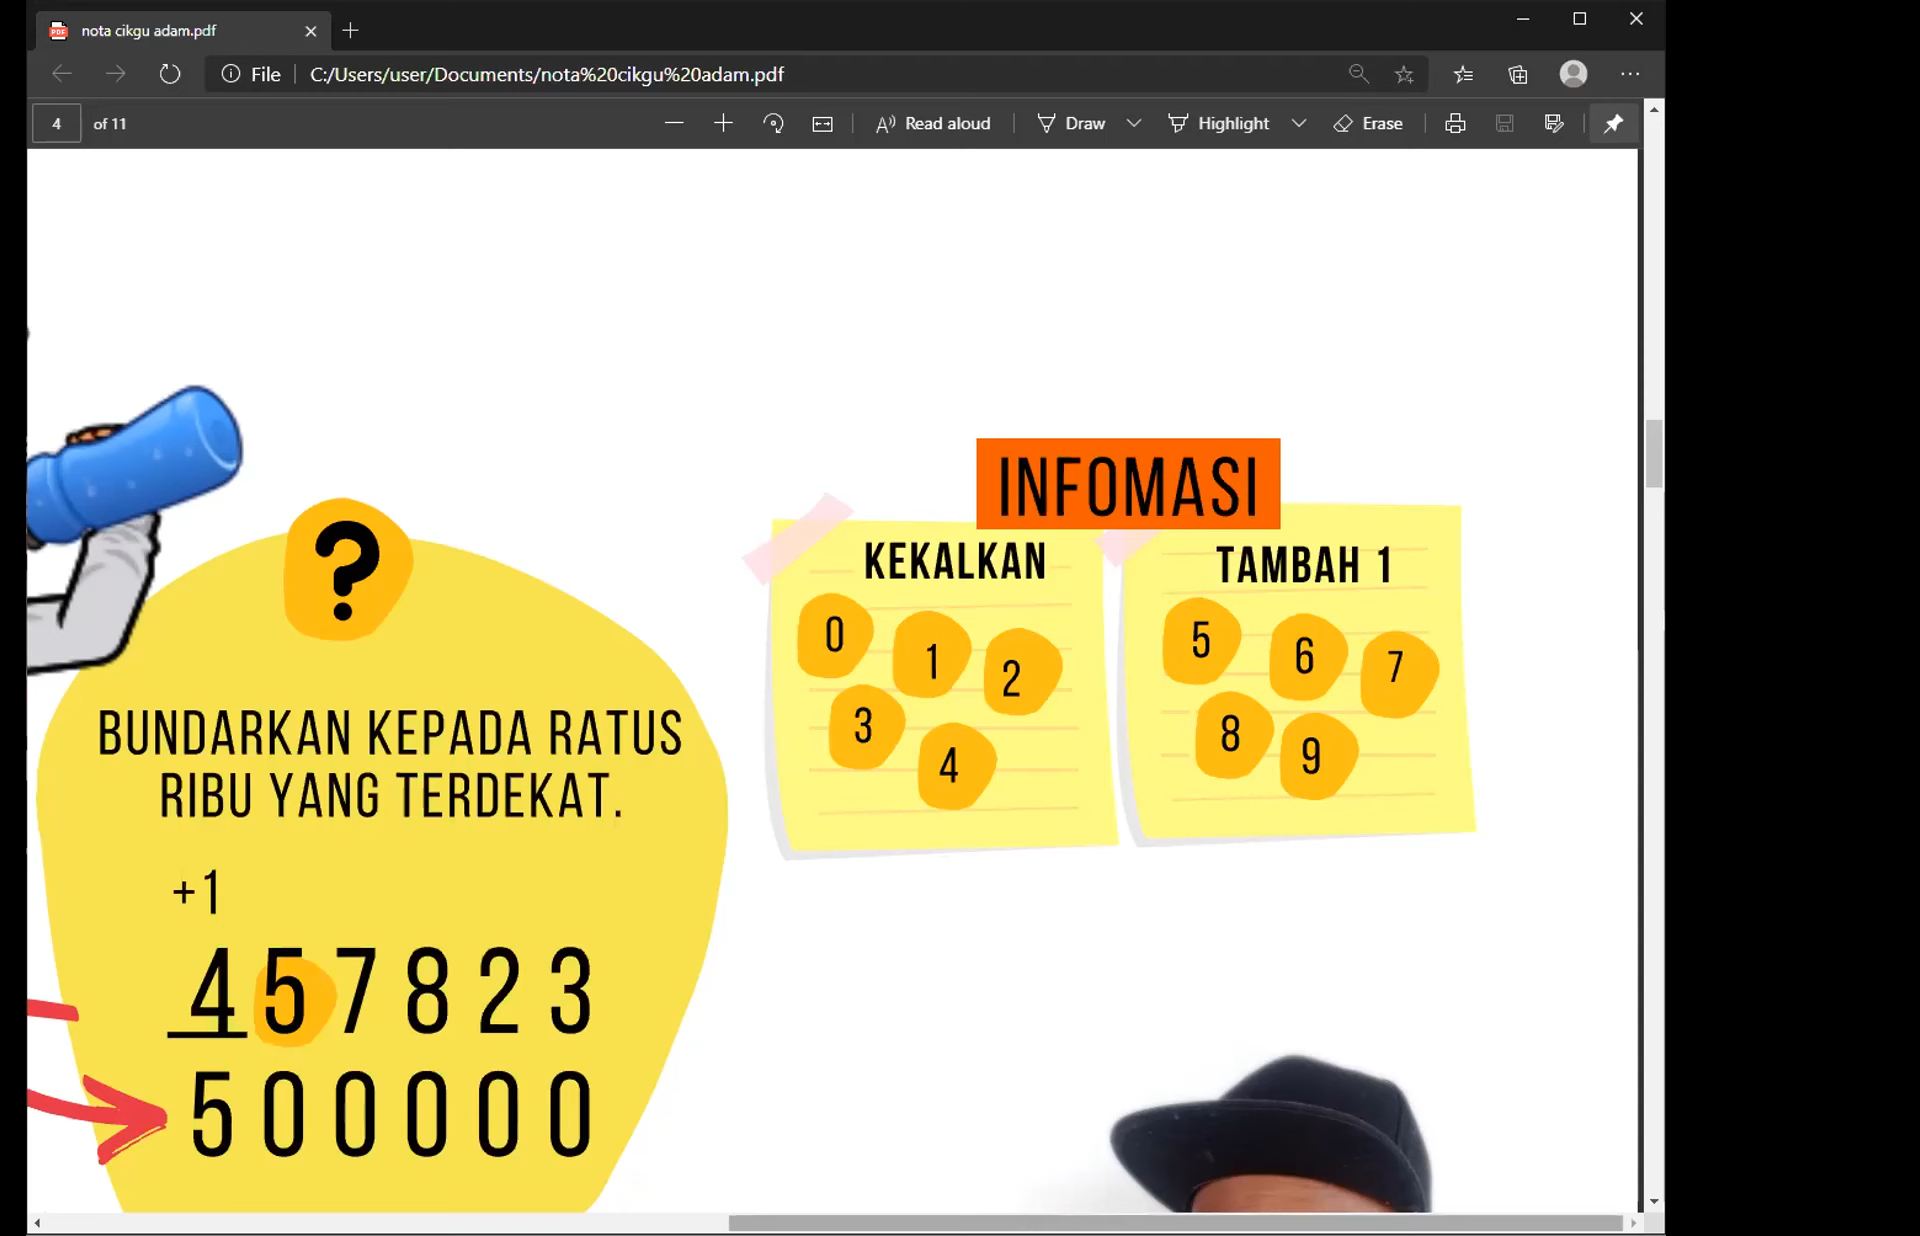 nota cikgu adam.pdf
File
C:/Users/user/Documents/nota%20cikgu%20adam.pdf
4 of 11
Read aloud
Draw
Highlight
Erase
?
BUNDARKAN KEPADA RATUS
RIBU YANG TERDEKAT.
+1
4 5 7 8 2 3
5 0 0 0 0 0
INFOMASI
KEKALKAN
0 1 2
3 4
TAMBAH 1
5 6 7
8 9